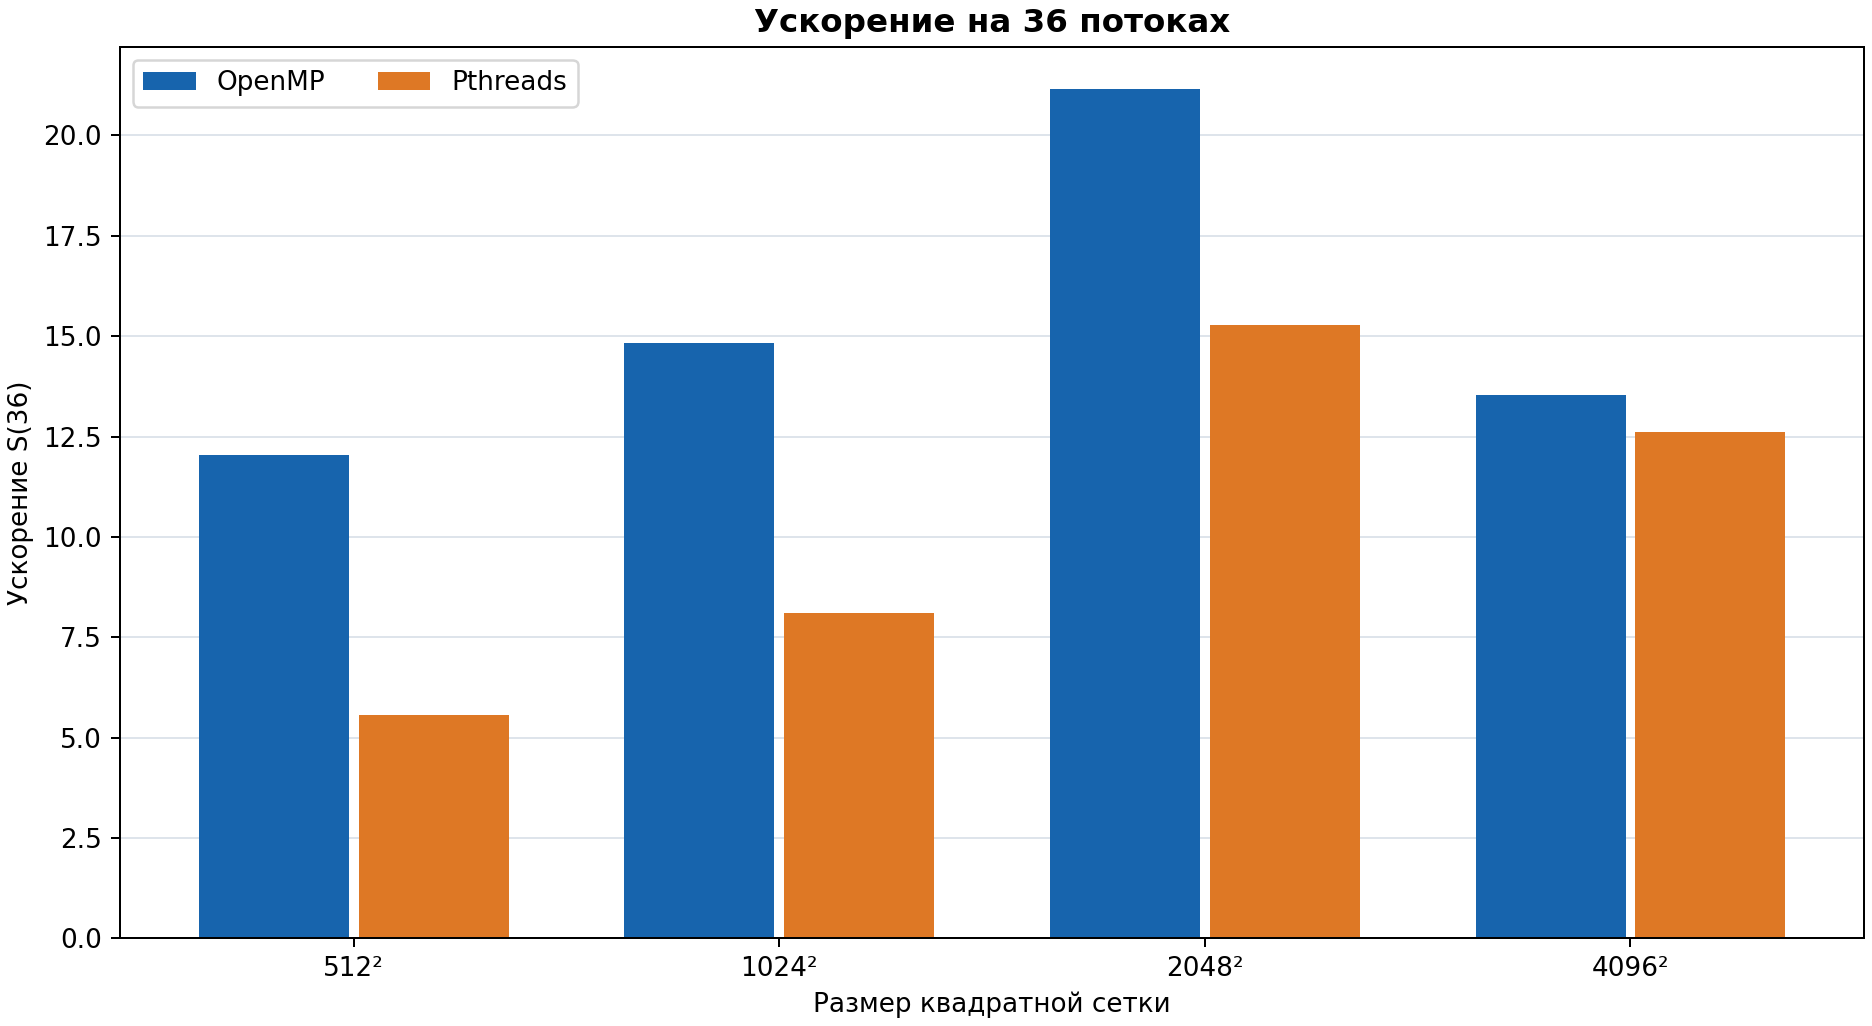 Ускорение на 36 потоках
OpenMP Pthreads
Ускорение S(36)
20.0
17.5
15.0
12.5
10.0
7.5
5.0
2.5
0.0
512² 1024² 2048² 4096²
Размер квадратной сетки